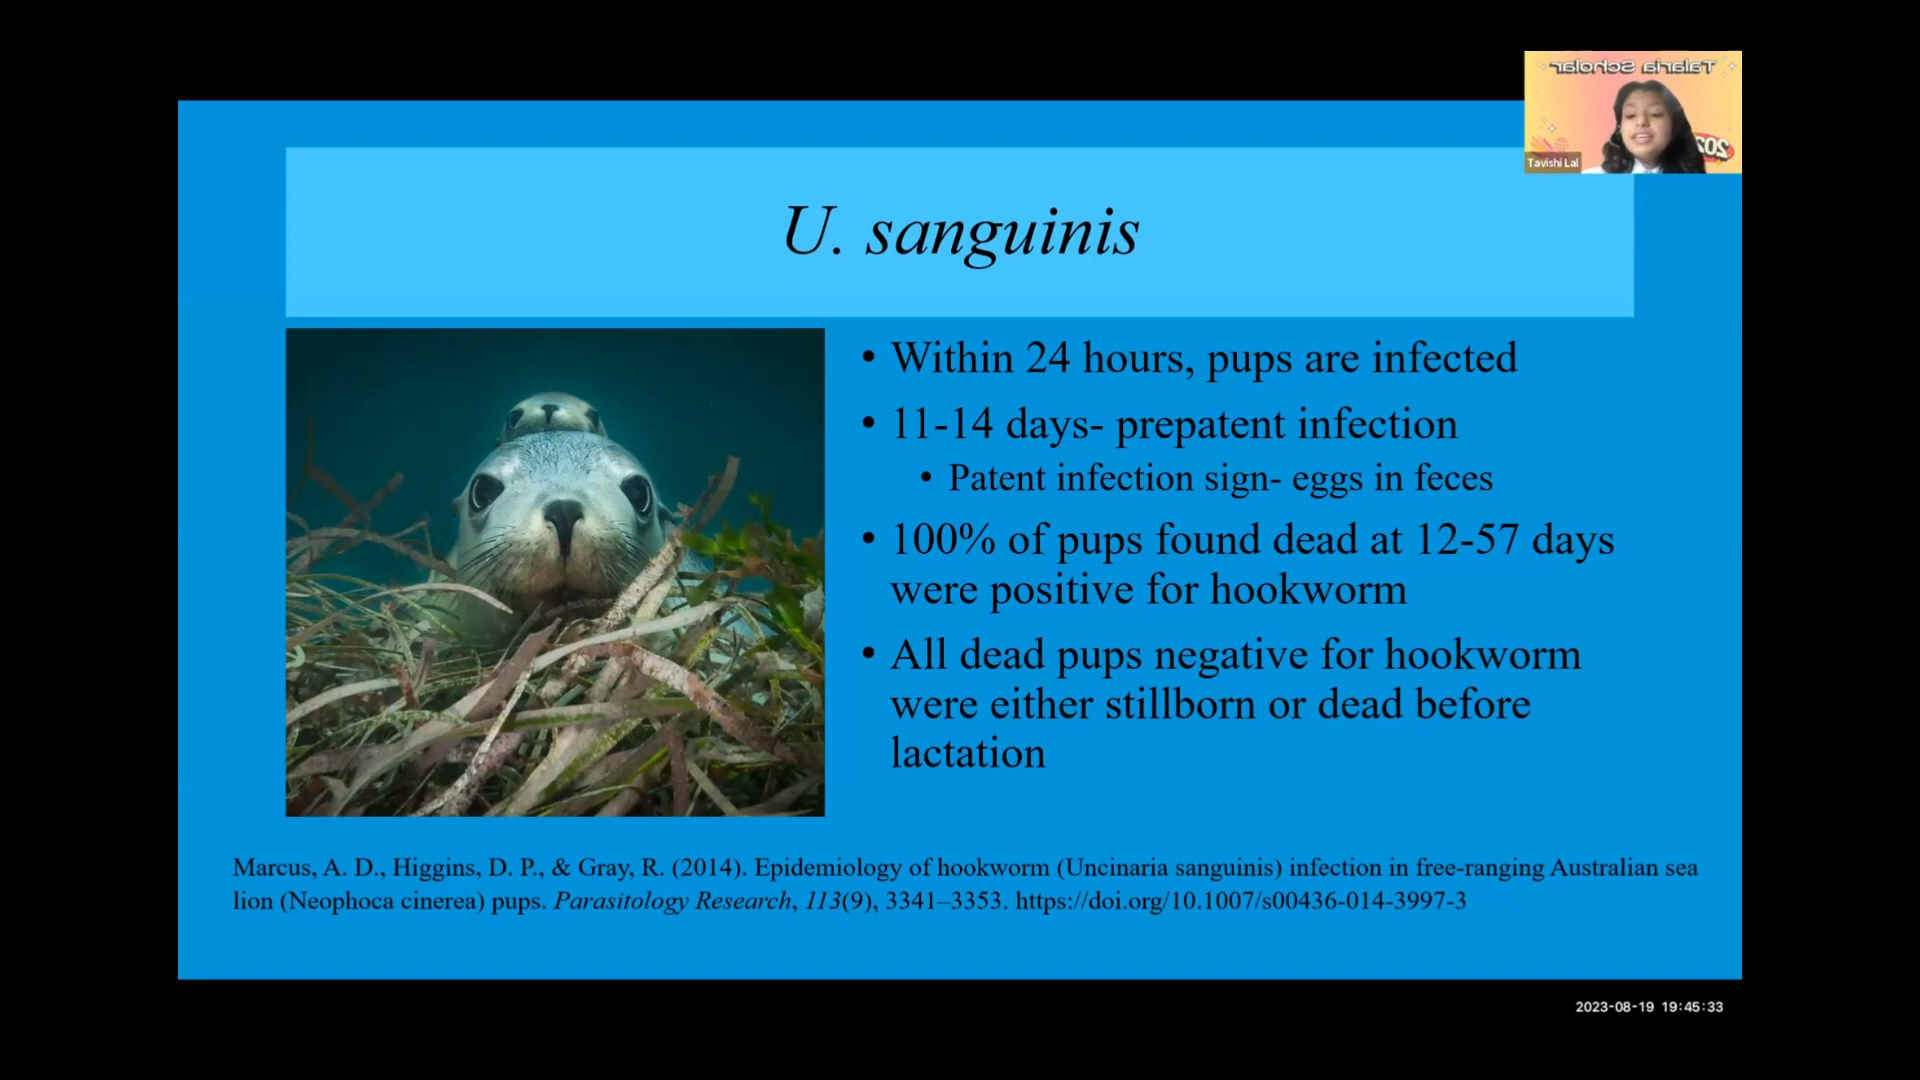 Talaria Scholar
202
Tavishi Lal
U. sanguinis
• Within 24 hours, pups are infected
• 11-14 days- prepatent infection
• Patent infection sign- eggs in feces
• 100% of pups found dead at 12-57 days
were positive for hookworm
• All dead pups negative for hookworm
were either stillborn or dead before
lactation
Marcus, A. D., Higgins, D. P., & Gray, R. (2014). Epidemiology of hookworm (Uncinaria sanguinis) infection in free-ranging Australian sea
lion (Neophoca cinerea) pups. Parasitology Research, 113(9), 3341–3353. https://doi.org/10.1007/s00436-014-3997-3
2023-08-19 19:45:33